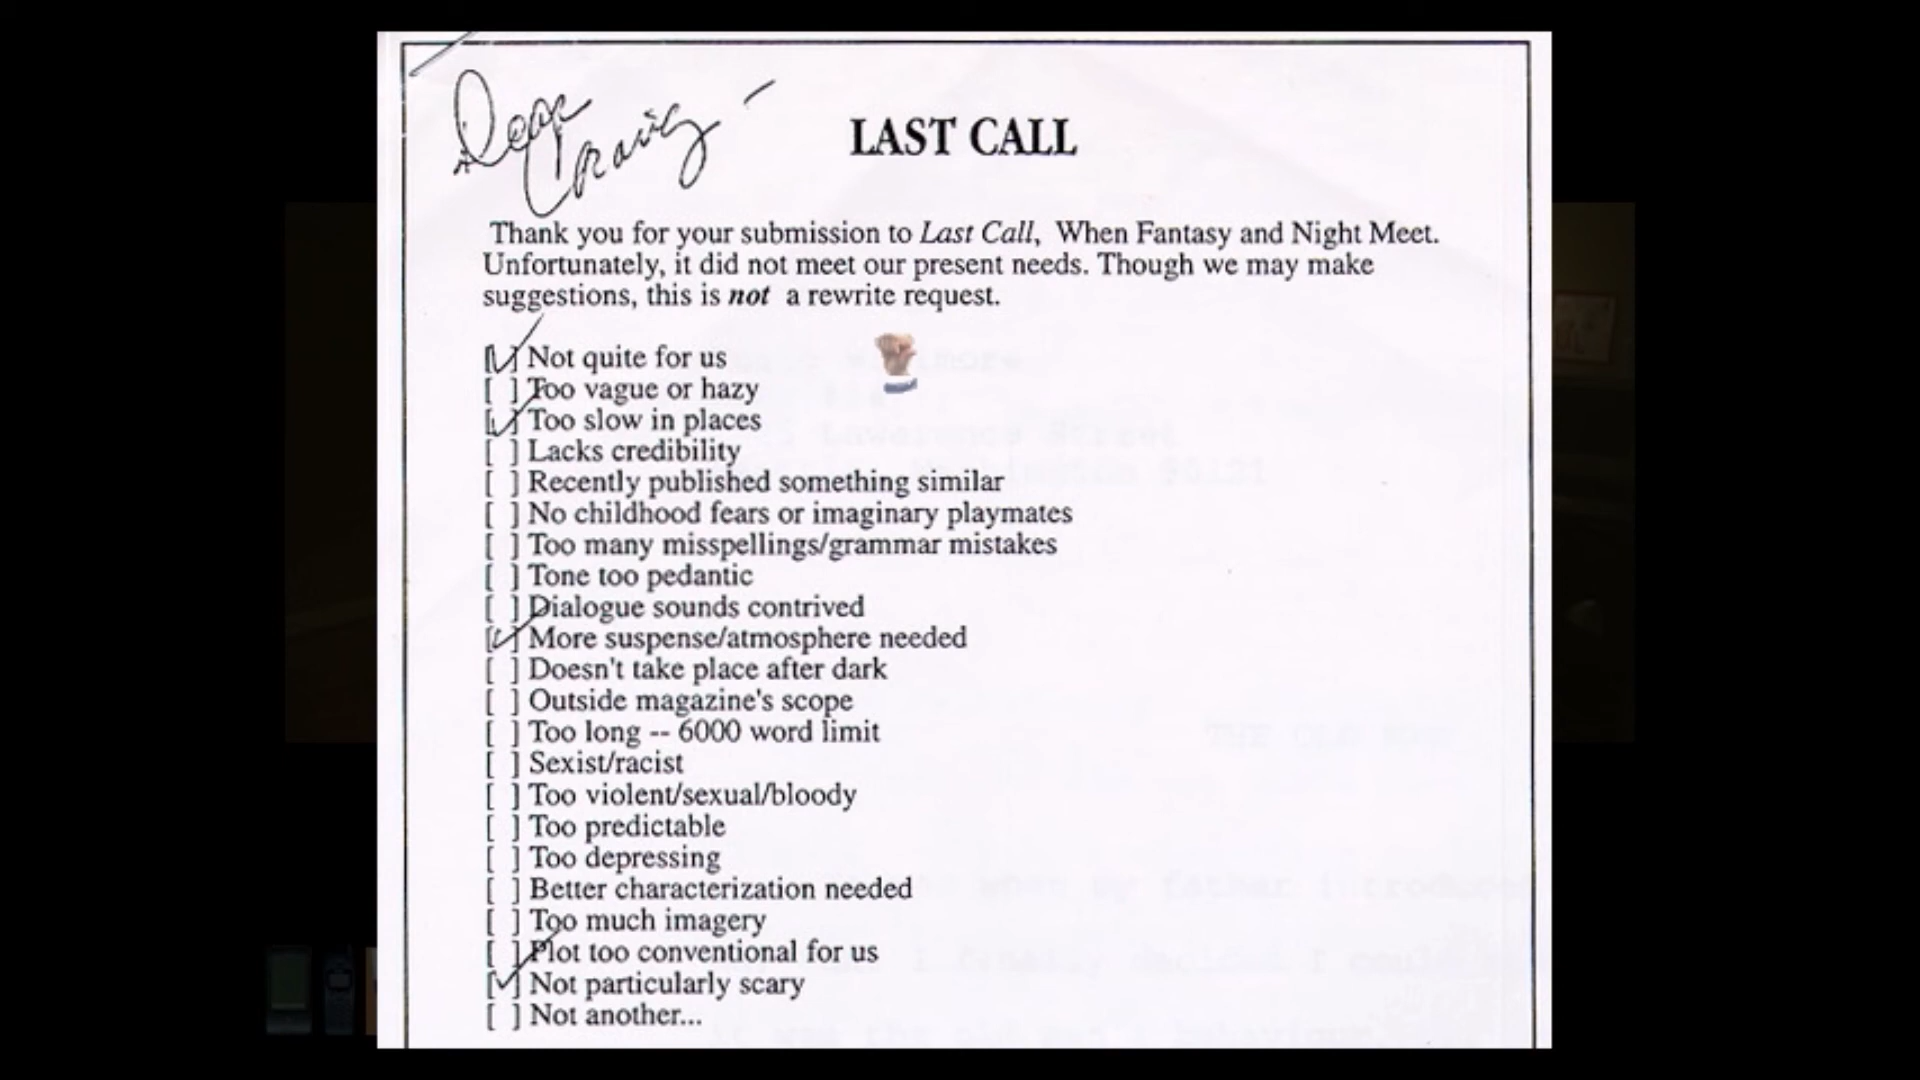 Dear
Craig -
LAST CALL
Thank you for your submission to Last Call, When Fantasy and Night Meet.
Unfortunately, it did not meet our present needs. Though we may make
suggestions, this is not a rewrite request.
[✓] Not quite for us
[ ] Too vague or hazy
[✓] Too slow in places
[ ] Lacks credibility
[ ] Recently published something similar
[ ] No childhood fears or imaginary playmates
[ ] Too many misspellings/grammar mistakes
[ ] Tone too pedantic
[ ] Dialogue sounds contrived
[✓] More suspense/atmosphere needed
[ ] Doesn't take place after dark
[ ] Outside magazine's scope
[ ] Too long -- 6000 word limit
[ ] Sexist/racist
[ ] Too violent/sexual/bloody
[ ] Too predictable
[ ] Too depressing
[ ] Better characterization needed
[ ] Too much imagery
[ ] Plot too conventional for us
[✓] Not particularly scary
[ ] Not another...